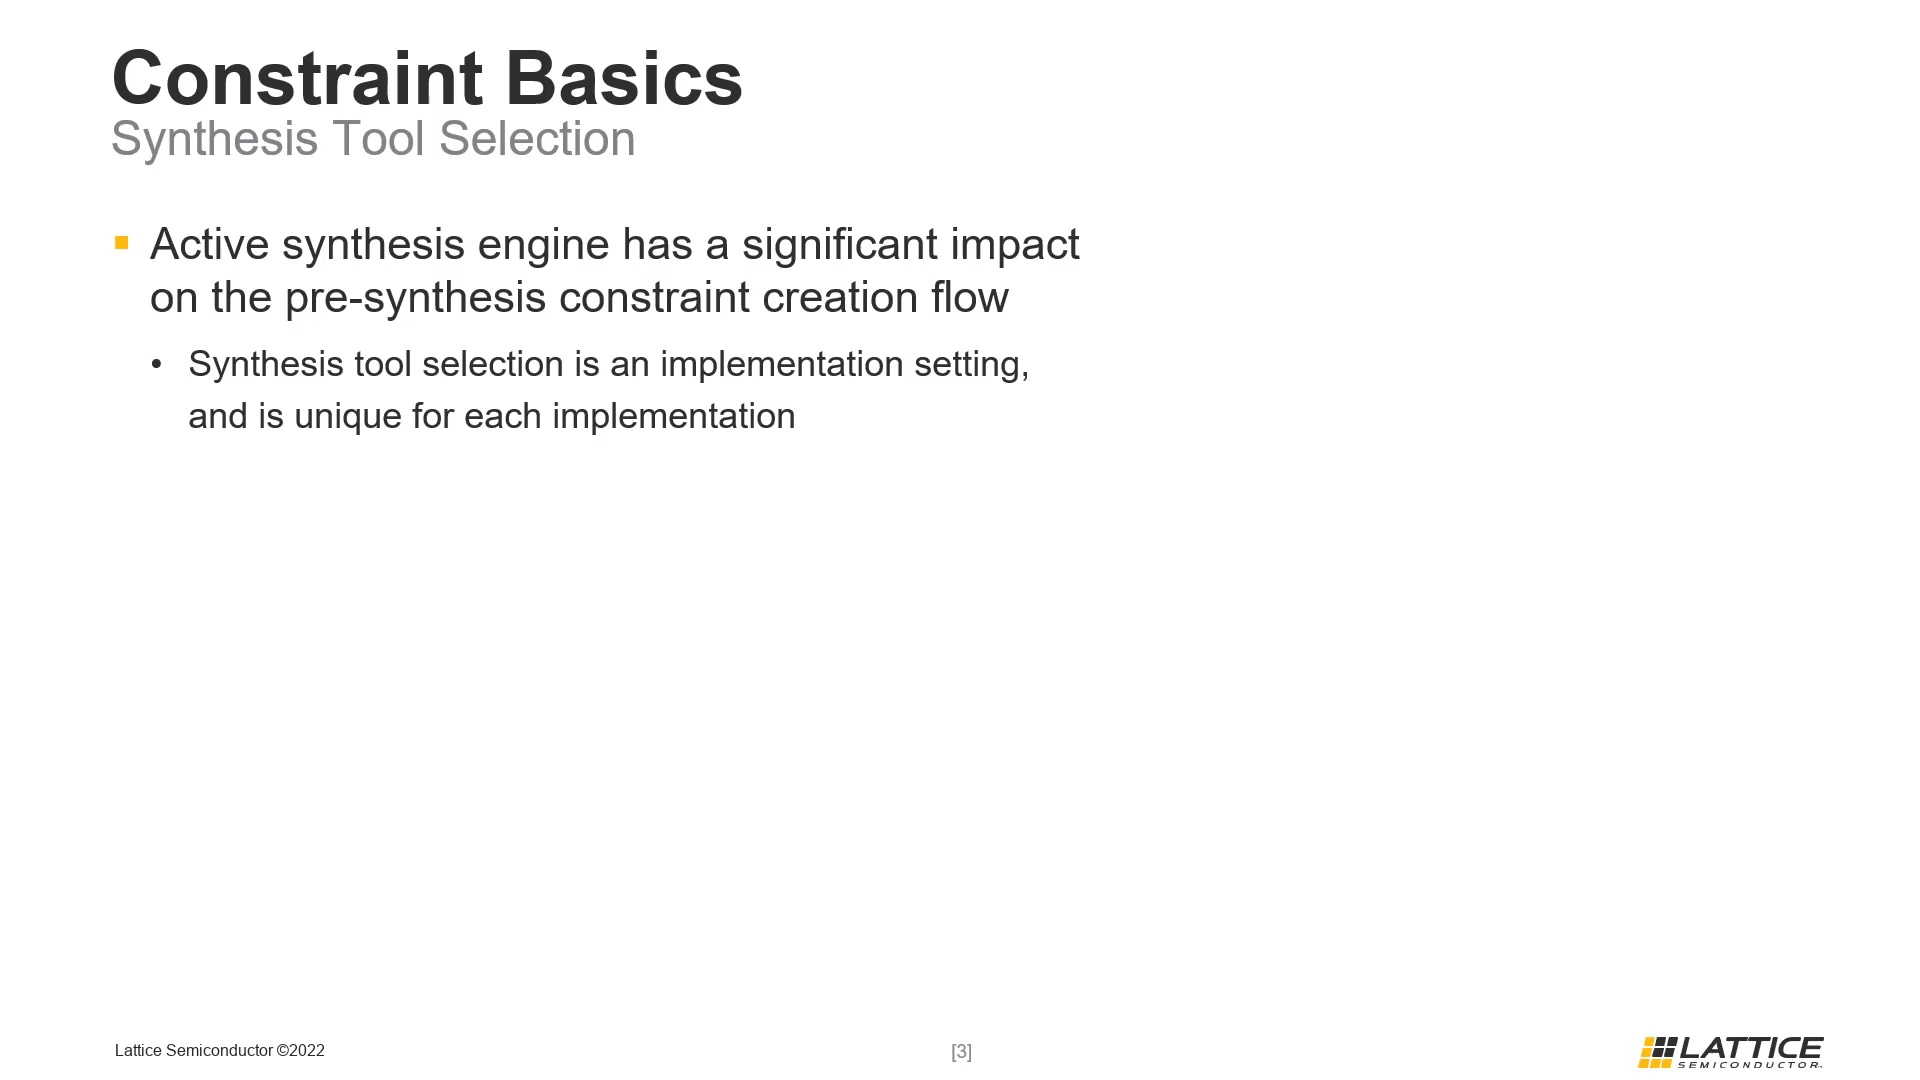 Constraint Basics
Synthesis Tool Selection
▪ Active synthesis engine has a significant impact
on the pre-synthesis constraint creation flow
• Synthesis tool selection is an implementation setting,
and is unique for each implementation
Lattice Semiconductor ©2022
[3]
LATTICE
SEMICONDUCTOR